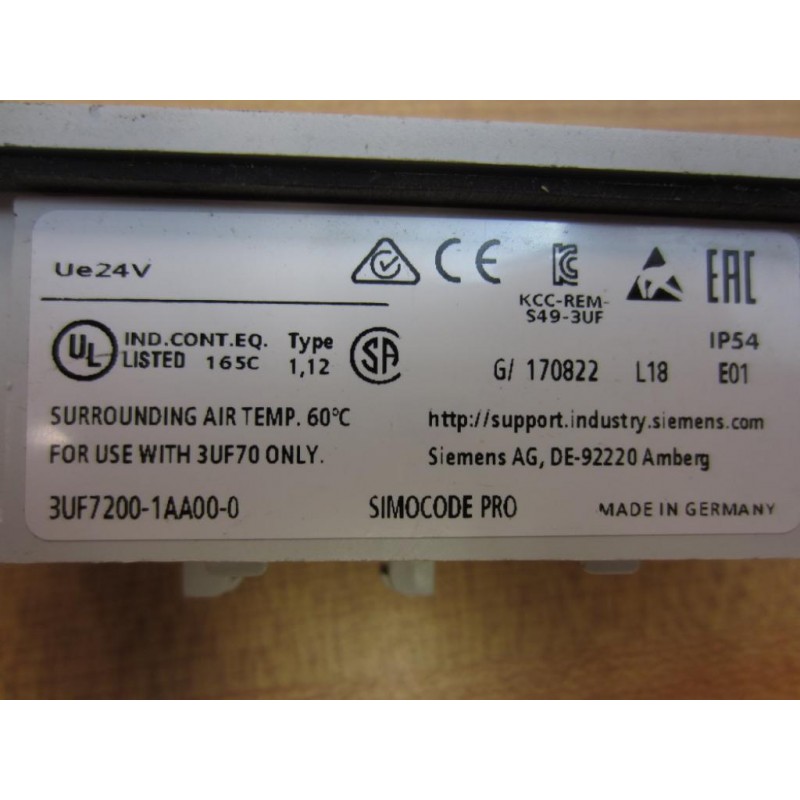 Ue24V
CE
EAC
KCC-REM-
S49-3UF
UL
IND.CONT.EQ.
LISTED 165C
Type
1,12
SA
IP54
G/ 170822 L18 E01
SURROUNDING AIR TEMP. 60°C
http://support.industry.siemens.com
FOR USE WITH 3UF70 ONLY.
Siemens AG, DE-92220 Amberg
3UF7200-1AA00-0
SIMOCODE PRO
MADE IN GERMANY